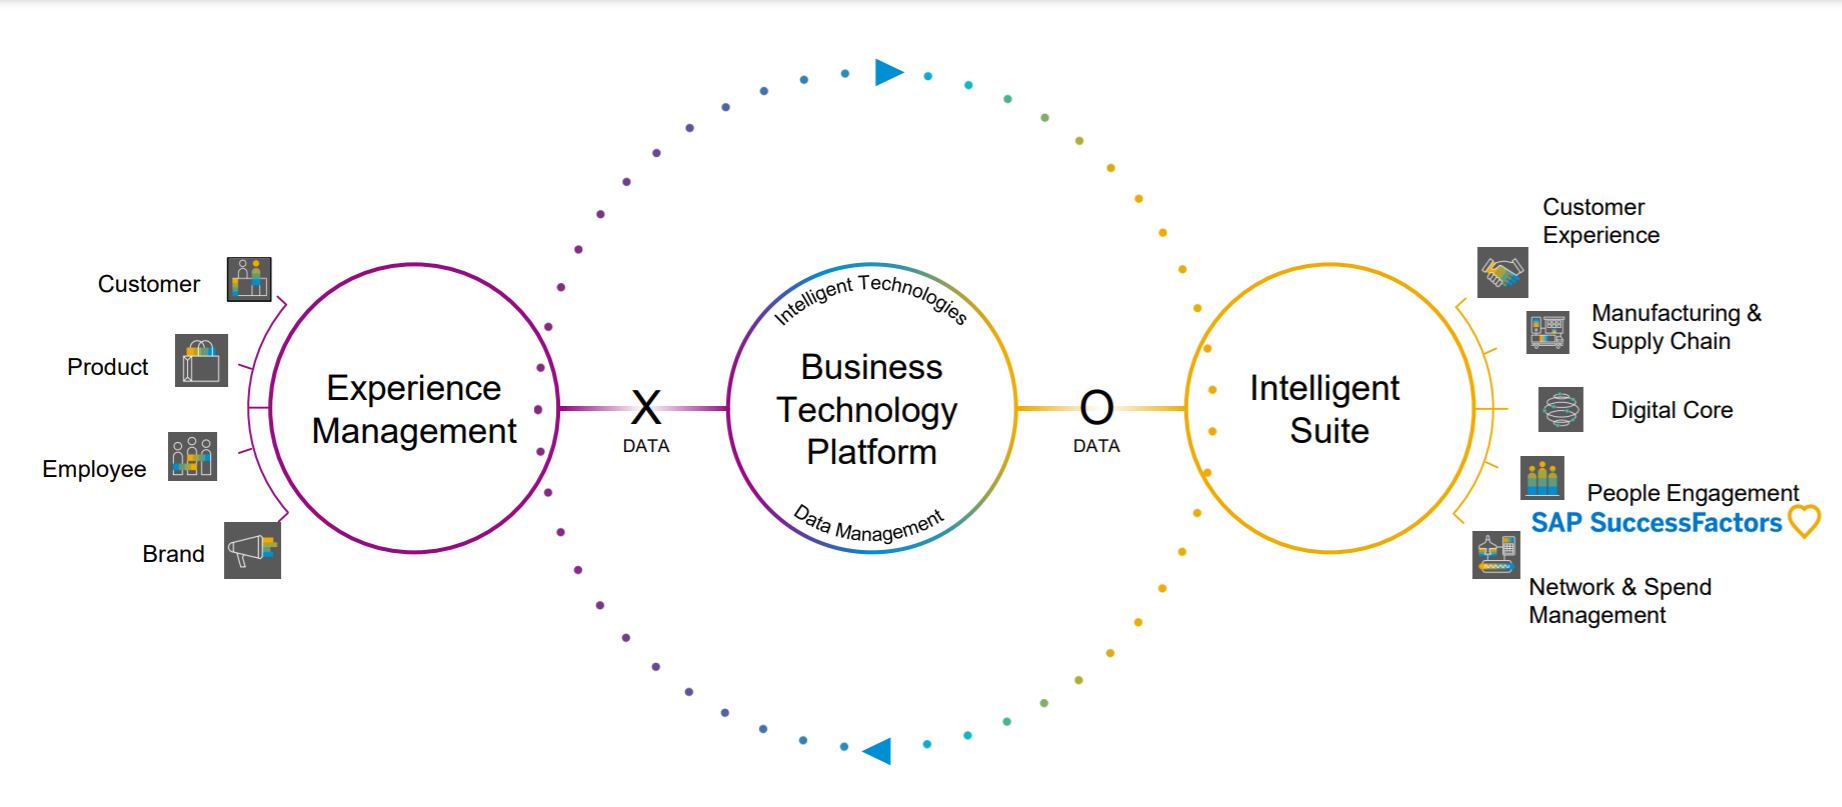 Customer
Product
Employee
Brand
Experience
Management
X
DATA
Intelligent Technologies
Business
Technology
Platform
Data Management
O
DATA
Intelligent
Suite
Customer
Experience
Manufacturing &
Supply Chain
Digital Core
People Engagement
SAP SuccessFactors
Network & Spend
Management